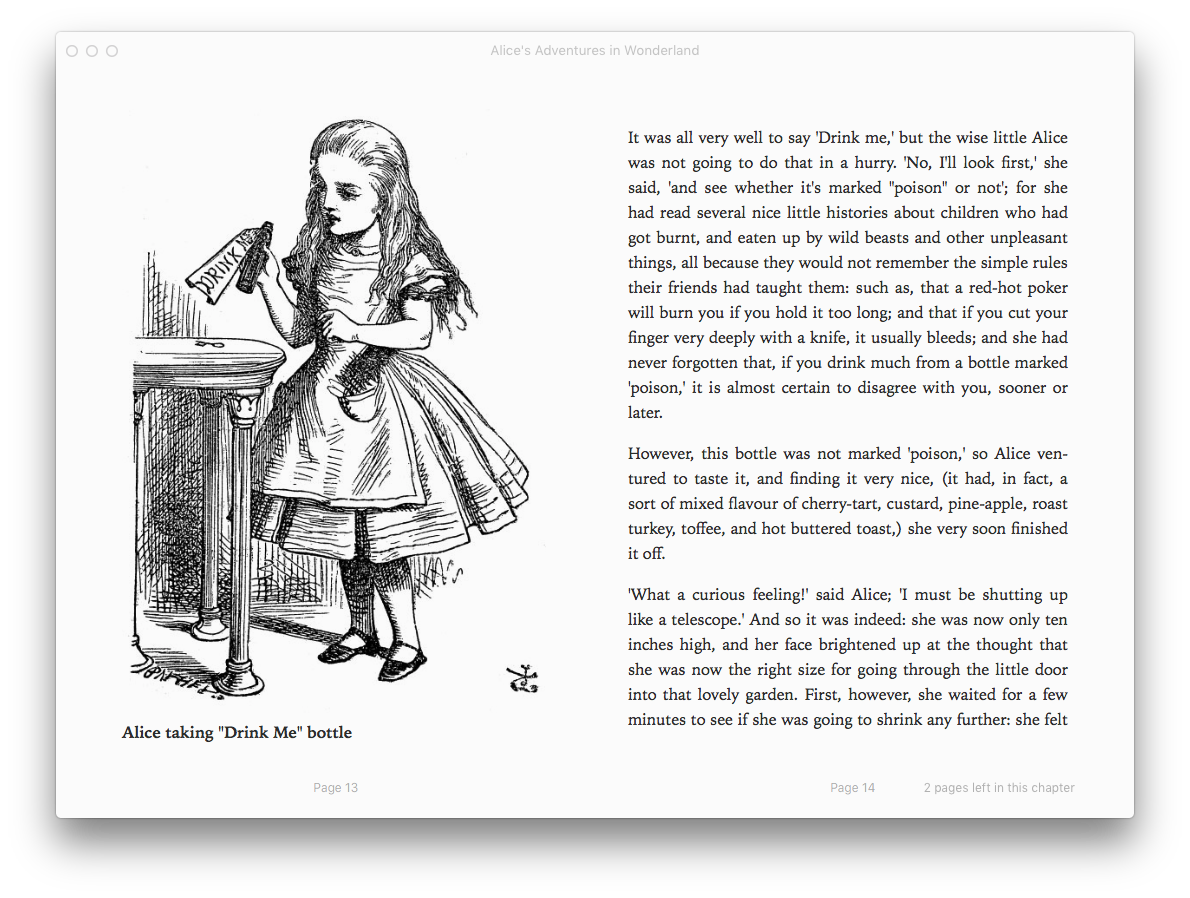 Alice's Adventures in Wonderland
DRINK ME
Alice taking "Drink Me" bottle
Page 13
It was all very well to say 'Drink me,' but the wise little Alice
was not going to do that in a hurry. 'No, I'll look first,' she
said, 'and see whether it's marked "poison" or not'; for she
had read several nice little histories about children who had
got burnt, and eaten up by wild beasts and other unpleasant
things, all because they would not remember the simple rules
their friends had taught them: such as, that a red-hot poker
will burn you if you hold it too long; and that if you cut your
finger very deeply with a knife, it usually bleeds; and she had
never forgotten that, if you drink much from a bottle marked
'poison,' it is almost certain to disagree with you, sooner or
later.
However, this bottle was not marked 'poison,' so Alice ven-
tured to taste it, and finding it very nice, (it had, in fact, a
sort of mixed flavour of cherry-tart, custard, pine-apple, roast
turkey, toffee, and hot buttered toast,) she very soon finished
it off.
'What a curious feeling!' said Alice; 'I must be shutting up
like a telescope.' And so it was indeed: she was now only ten
inches high, and her face brightened up at the thought that
she was now the right size for going through the little door
into that lovely garden. First, however, she waited for a few
minutes to see if she was going to shrink any further: she felt
Page 14
2 pages left in this chapter